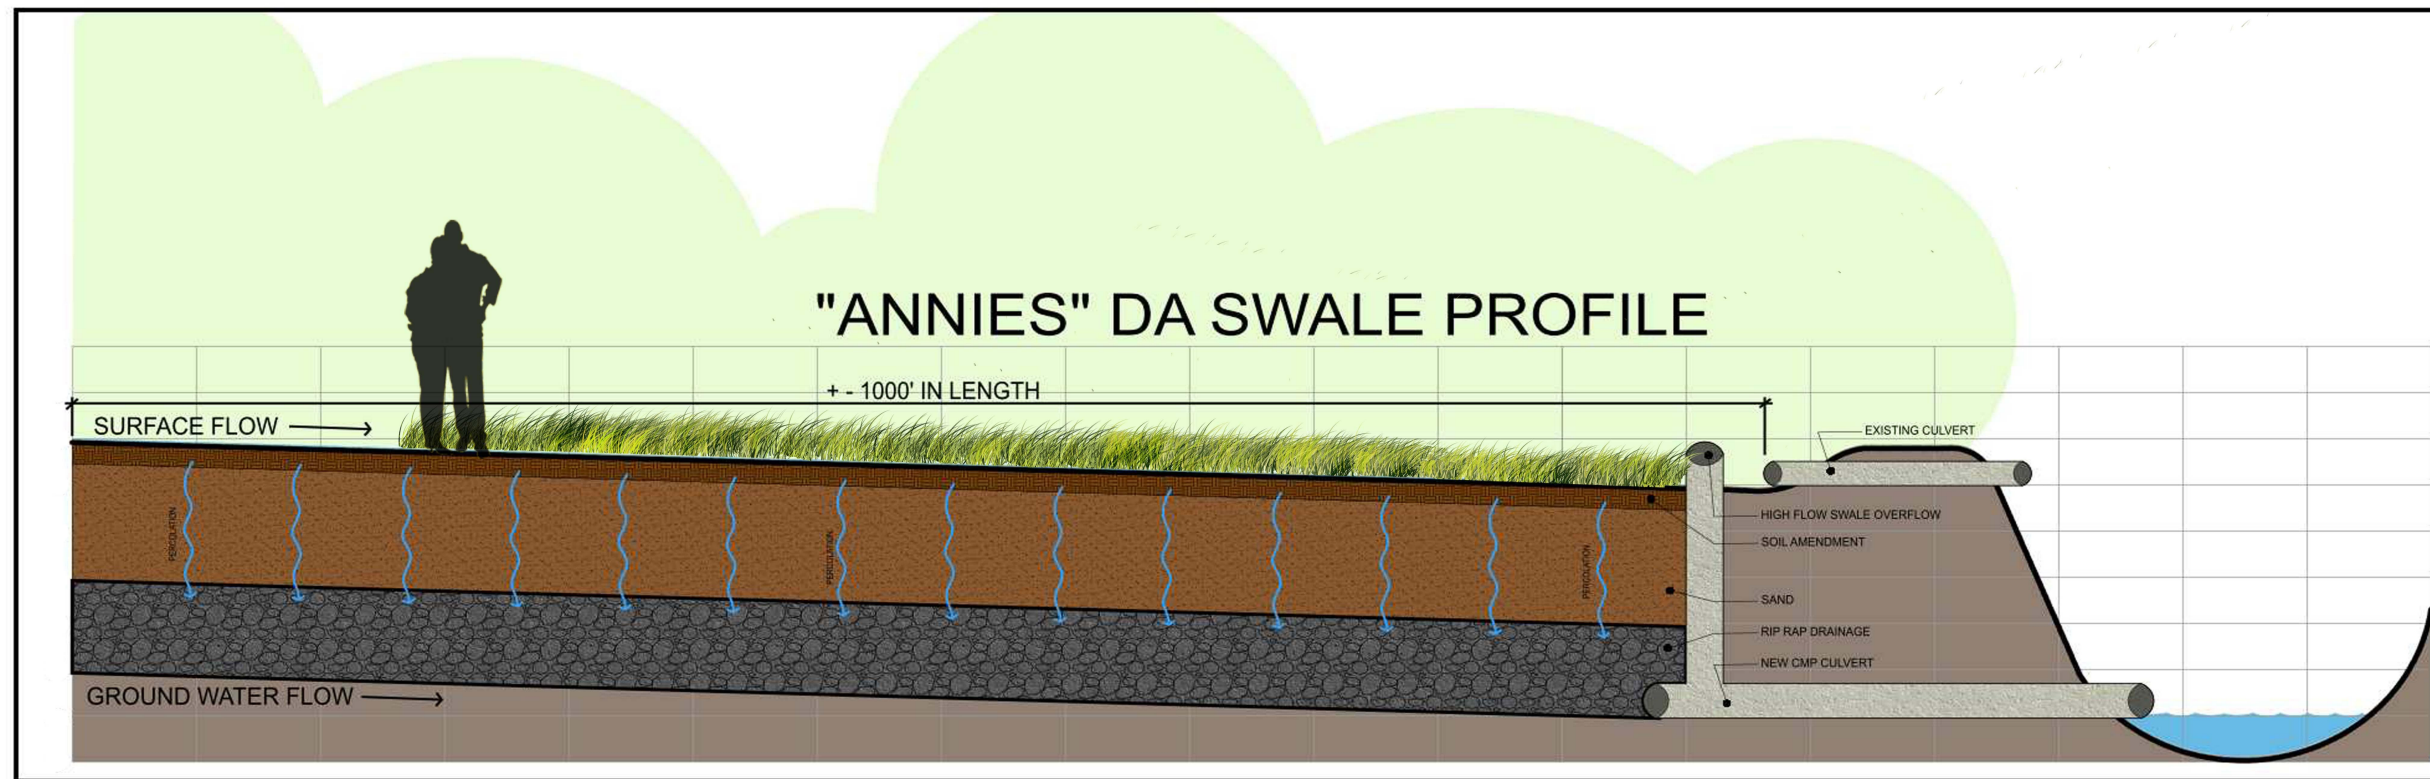 "ANNIES" DA SWALE PROFILE
+ - 1000' IN LENGTH
SURFACE FLOW
EXISTING CULVERT
HIGH FLOW SWALE OVERFLOW
SOIL AMENDMENT
PERCOLATION
PERCOLATION
PERCOLATION
SAND
RIP RAP DRAINAGE
NEW CMP CULVERT
GROUND WATER FLOW